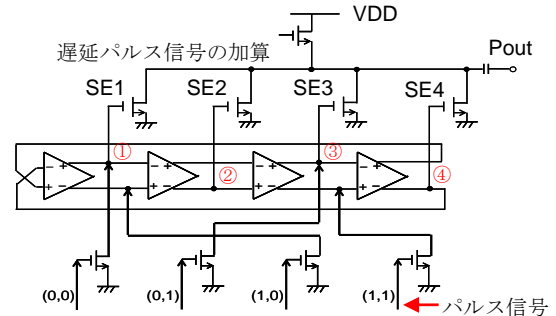 VDD
遅延パルス信号の加算
Pout
SE1
SE2
SE3
SE4
①
②
③
④
− +
+ −
− +
+ −
− +
+ −
− +
+ −
(0,0)
(0,1)
(1,0)
(1,1)
パルス信号